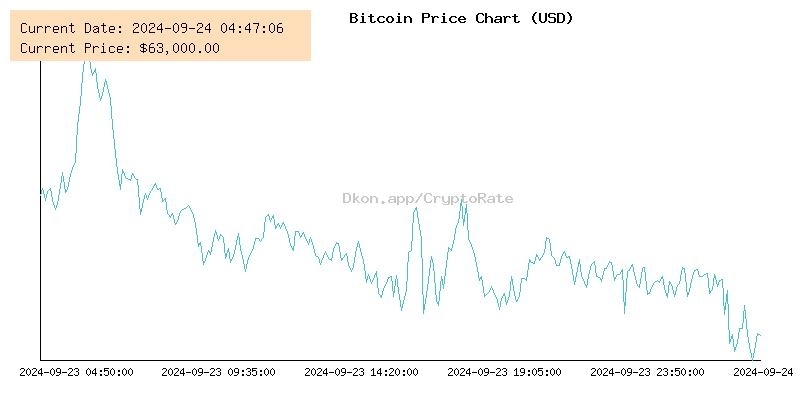 Bitcoin Price Chart (USD)
Current Date: 2024-09-24 04:47:06
Current Price: $63,000.00
Dkon.app/CryptoRate
2024-09-23 04:50:00 2024-09-23 09:35:00 2024-09-23 14:20:00 2024-09-23 19:05:00 2024-09-23 23:50:00 2024-09-24